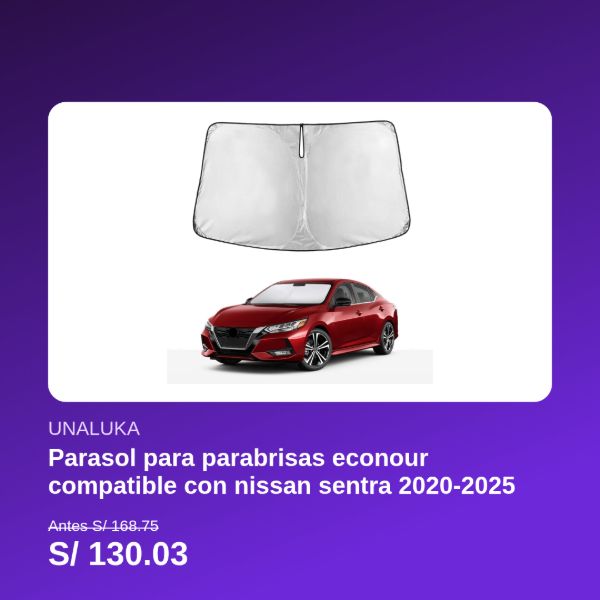 UNALUKA
Parasol para parabrisas econour
compatible con nissan sentra 2020-2025
Antes S/ 168.75
S/ 130.03